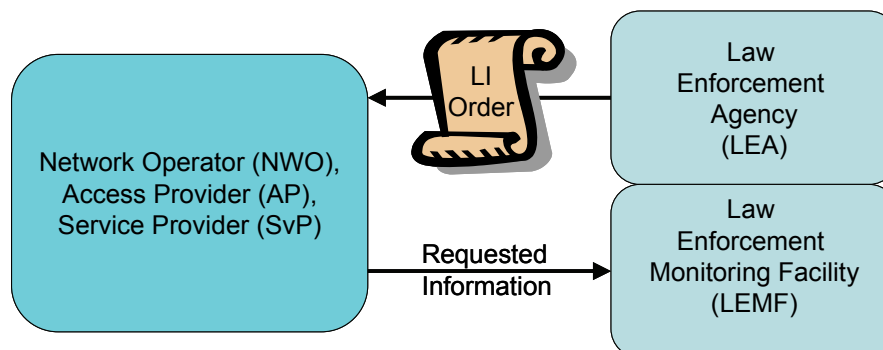 Network Operator (NWO),
Access Provider (AP),
Service Provider (SvP)
LI
Order
Law
Enforcement
Agency
(LEA)
Requested
Information
Law
Enforcement
Monitoring Facility
(LEMF)